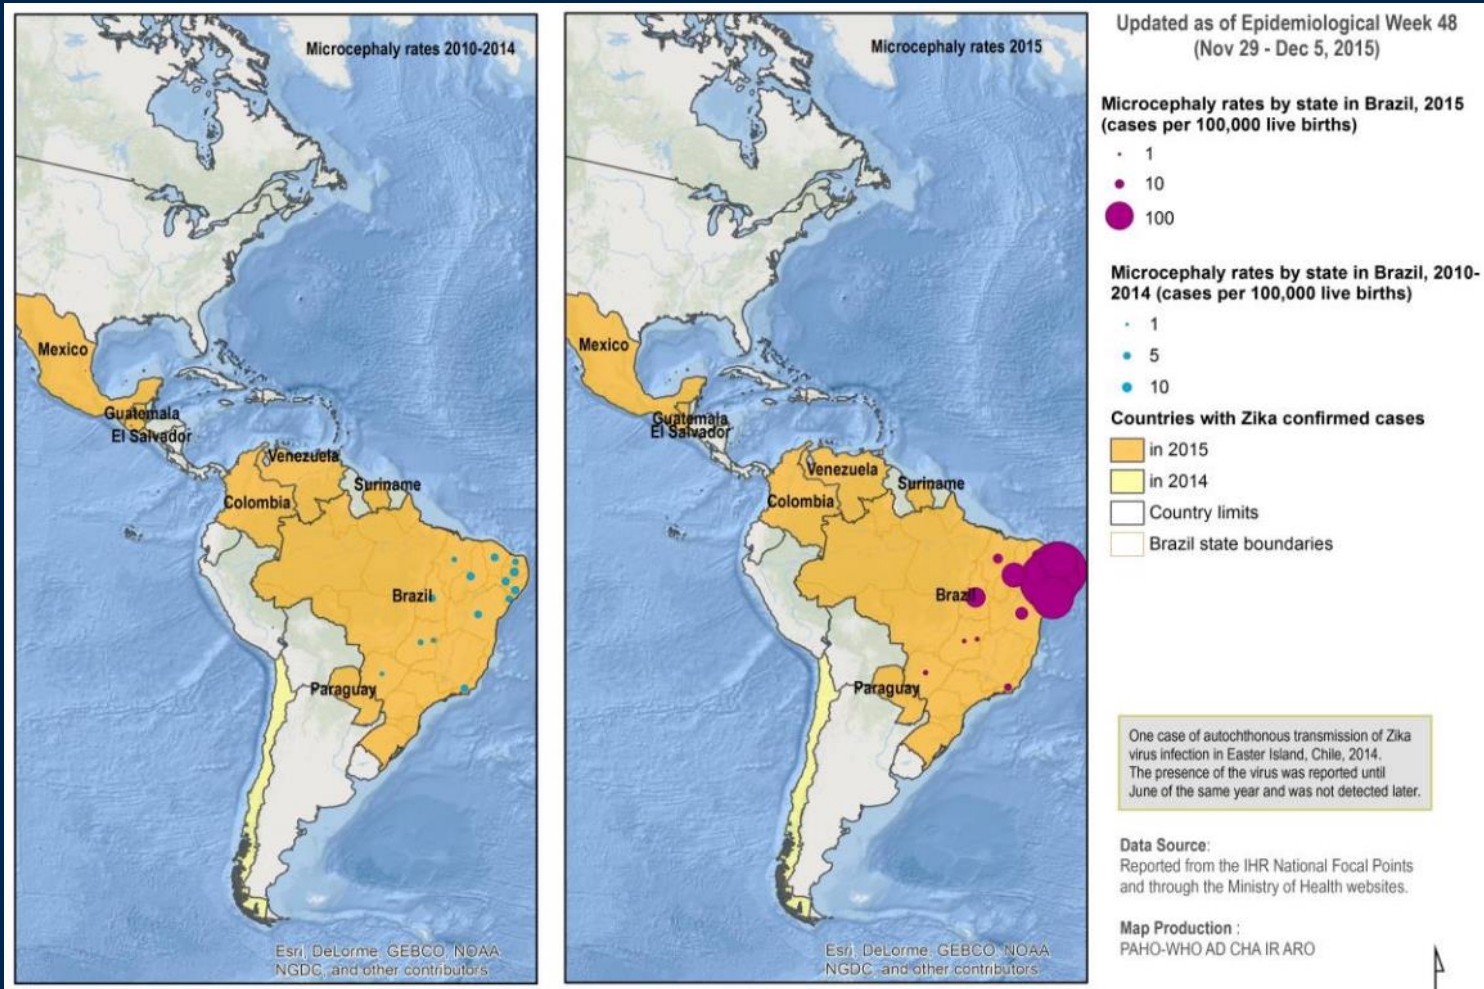 Microcephaly rates 2010-2014
Mexico
Guatemala
El Salvador
Venezuela
Suriname
Colombia
Brazil
Paraguay
Esri, DeLorme, GEBCO, NOAA
NGDC, and other contributors
Microcephaly rates 2015
Mexico
Guatemala
El Salvador
Venezuela
Suriname
Colombia
Brazil
Paraguay
Esri, DeLorme, GEBCO, NOAA
NGDC, and other contributors
Updated as of Epidemiological Week 48
(Nov 29 - Dec 5, 2015)
Microcephaly rates by state in Brazil, 2015
(cases per 100,000 live births)
1
10
100
Microcephaly rates by state in Brazil, 2010-
2014 (cases per 100,000 live births)
1
5
10
Countries with Zika confirmed cases
in 2015
in 2014
Country limits
Brazil state boundaries
One case of autochthonous transmission of Zika
virus infection in Easter Island, Chile, 2014.
The presence of the virus was reported until
June of the same year and was not detected later.
Data Source:
Reported from the IHR National Focal Points
and through the Ministry of Health websites.
Map Production :
PAHO-WHO AD CHA IR ARO